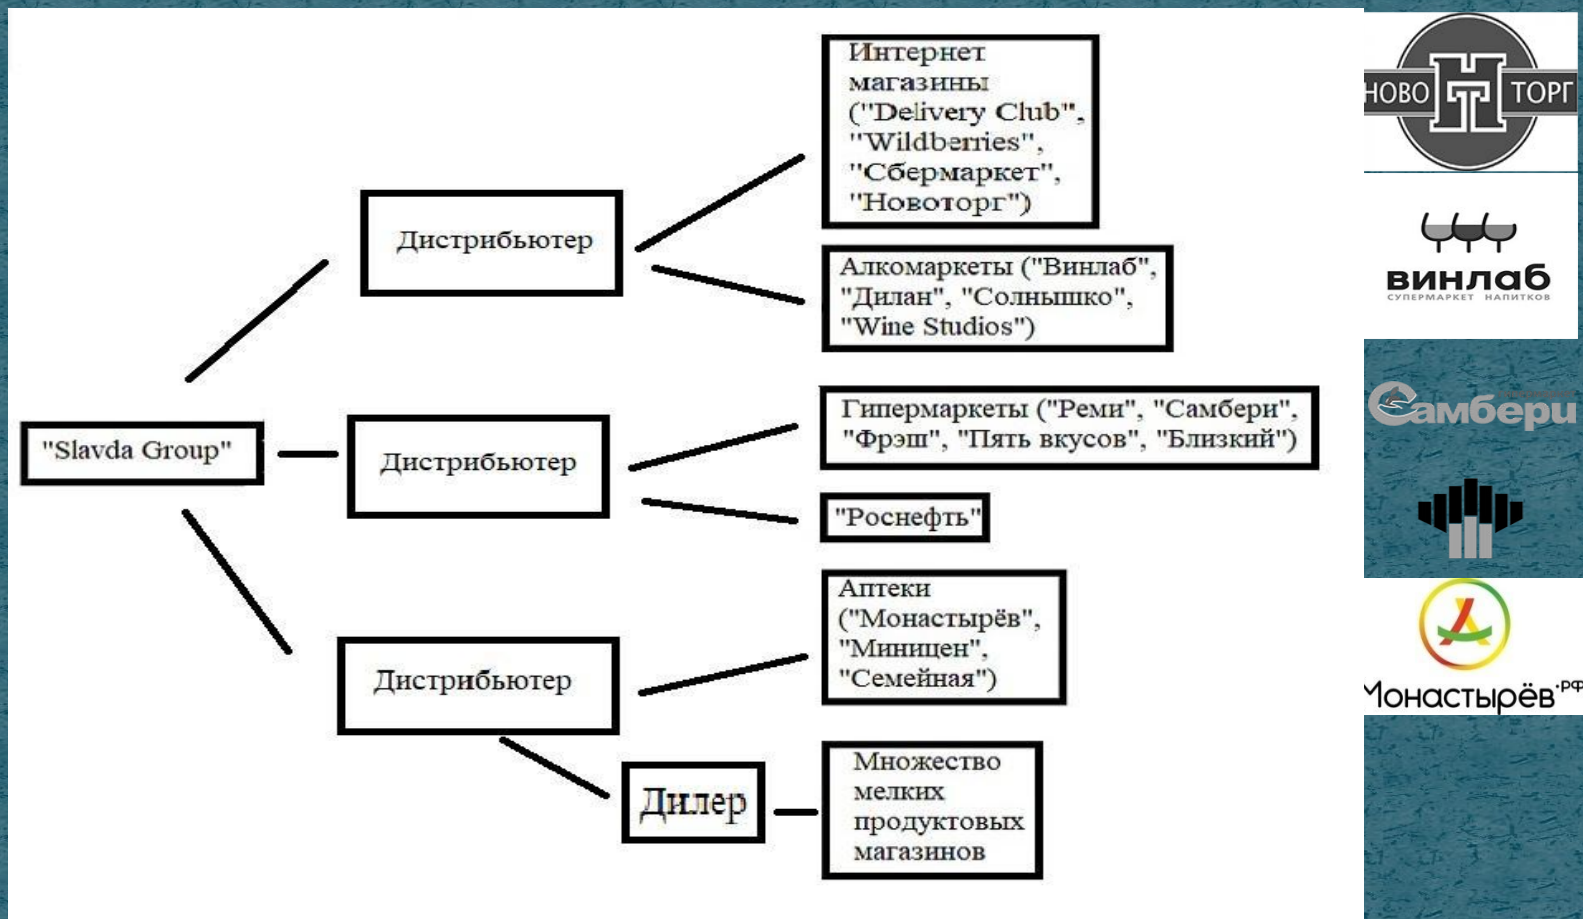 Интернет
магазины
("Delivery Club",
"Wildberries",
"Сбермаркет",
"Новоторг")
Дистрибьютер
Алкомаркеты ("Винлаб",
"Дилан", "Солнышко",
"Wine Studios")
"Slavda Group"
Дистрибьютер
Гипермаркеты ("Реми", "Самбери",
"Фрэш", "Пять вкусов", "Близкий")
"Роснефть"
Дистрибьютер
Аптеки
("Монастырёв",
"Миницен",
"Семейная")
Дилер
Множество
мелких
продуктовых
магазинов
НОВО НТ ТОРГ
винлаб
СУПЕРМАРКЕТ НАПИТКОВ
Самбери
Монастырёв.рф